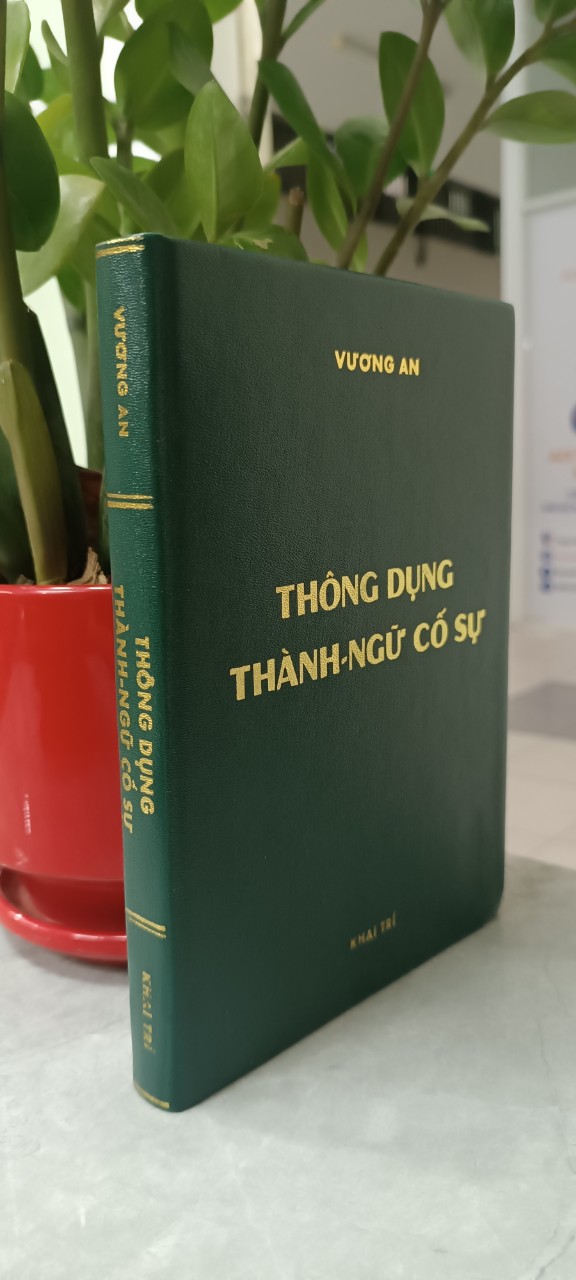 VƯƠNG AN
THÔNG DỤNG
THÀNH-NGỮ CỐ SỰ
KHAI TRÍ
VƯƠNG AN
THÔNG DỤNG
THÀNH-NGỮ CỐ SỰ
KHAI TRÍ